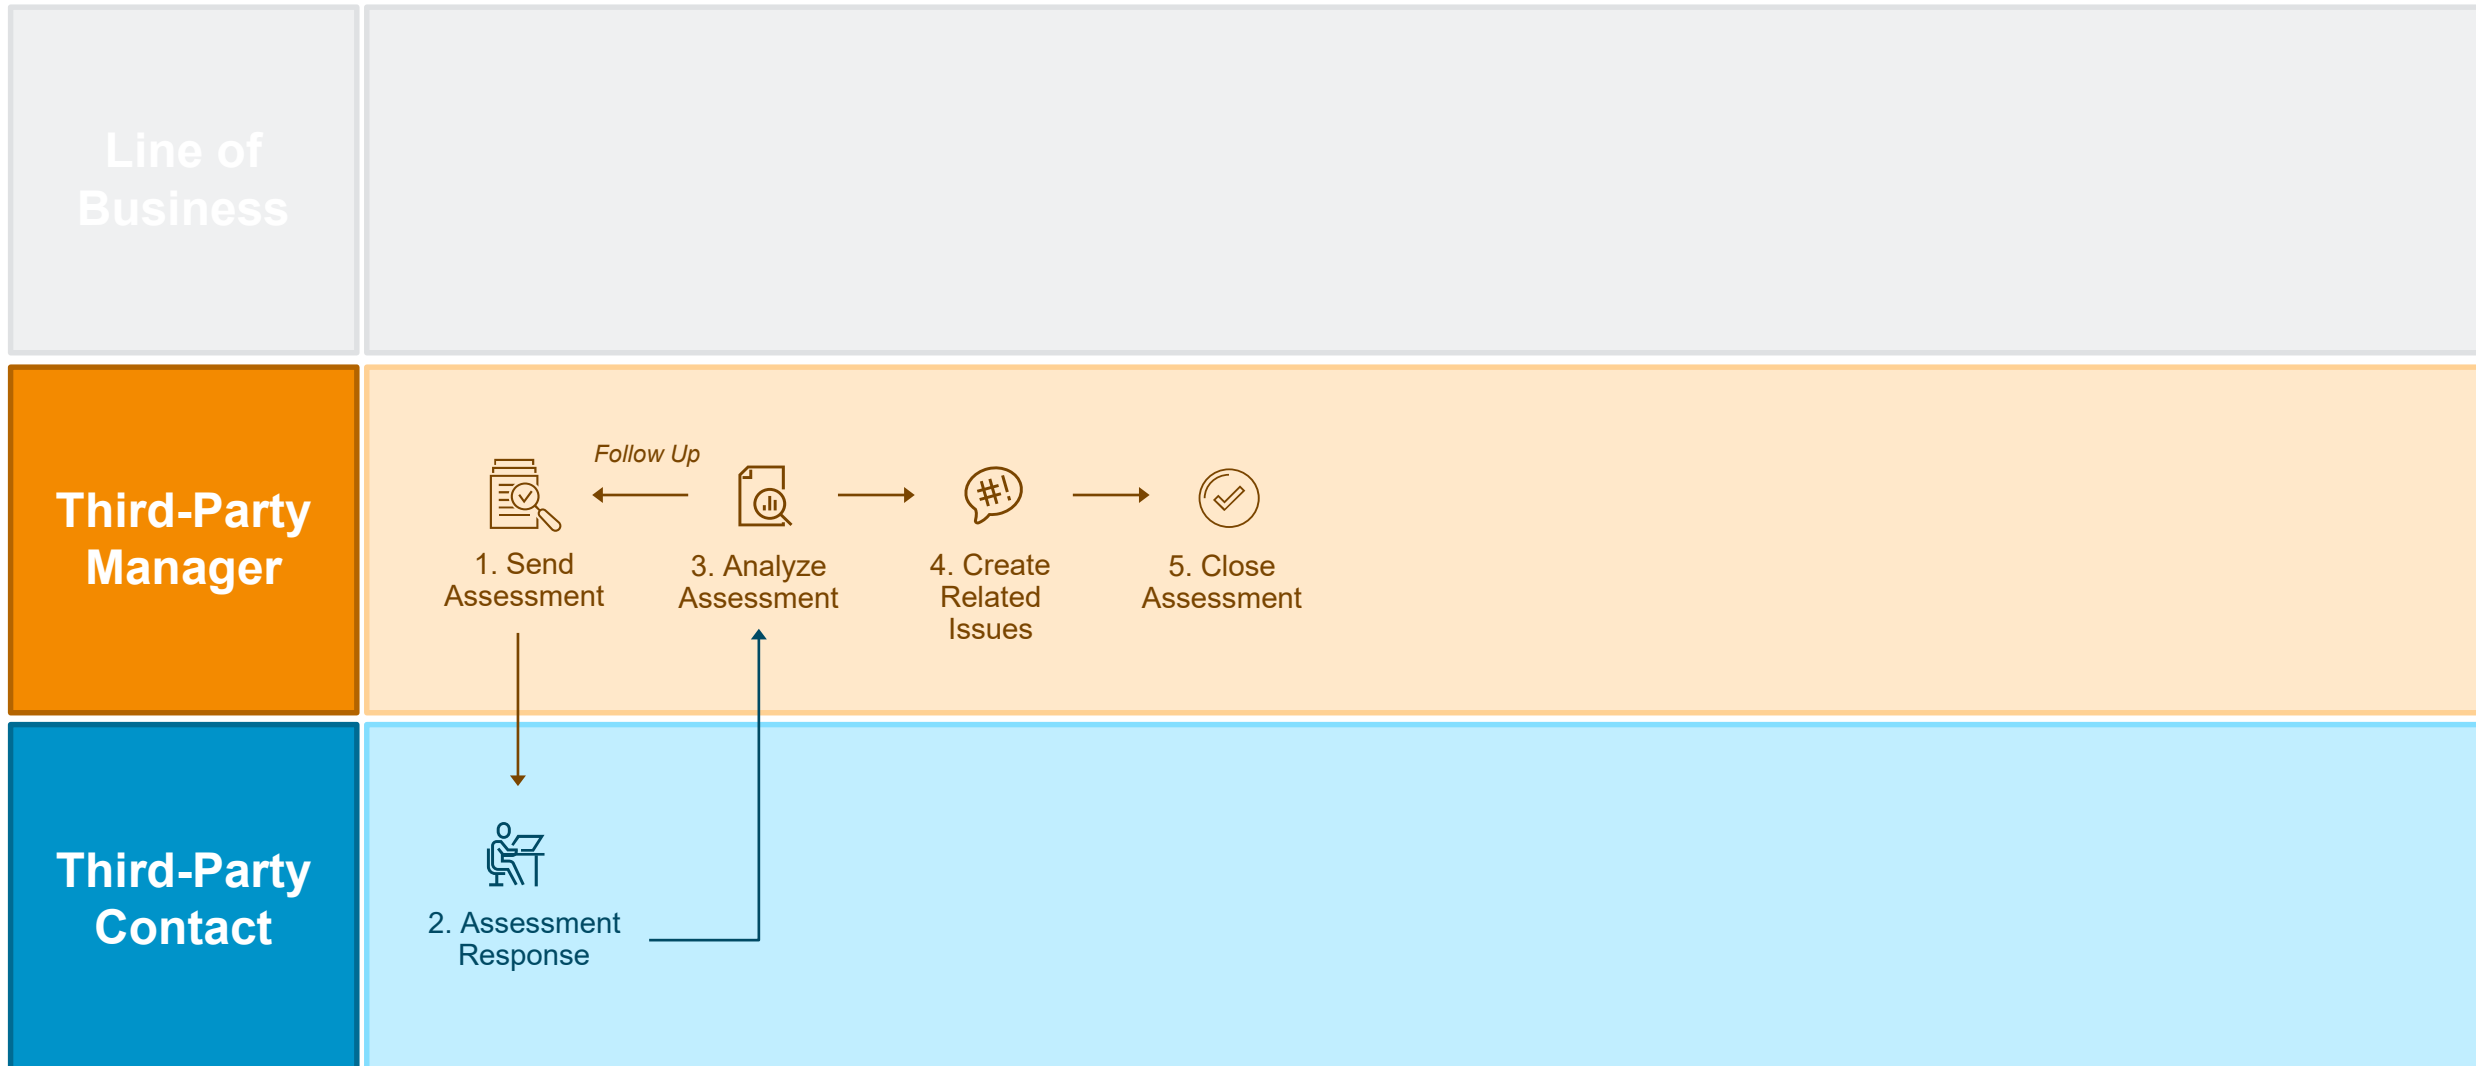 Line of
Business
Third-Party
Manager
Follow Up
#!
1. Send
Assessment
3. Analyze
Assessment
4. Create
Related
Issues
5. Close
Assessment
Third-Party
Contact
2. Assessment
Response